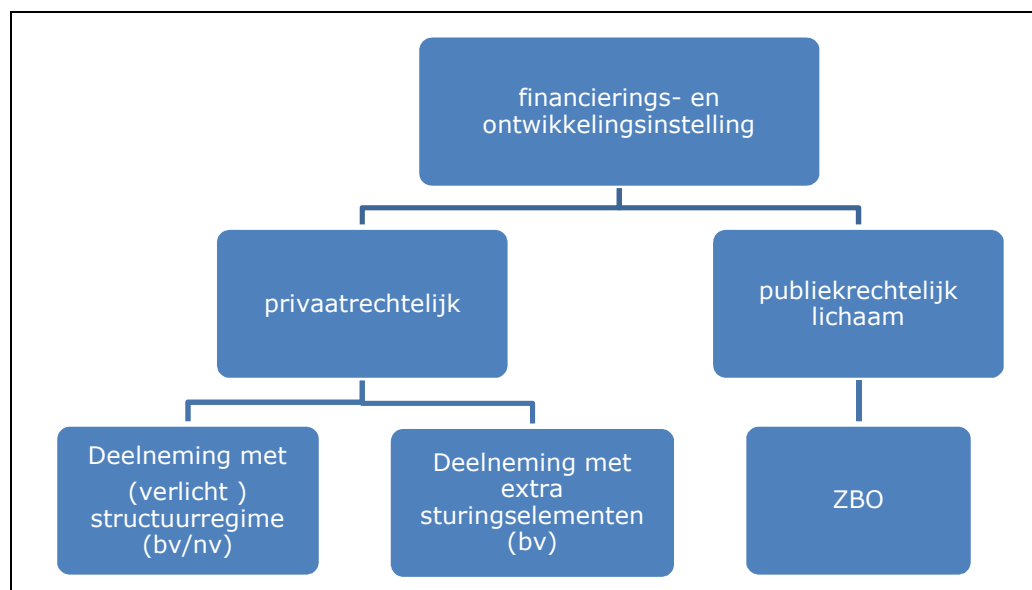 financierings- en
ontwikkelingsinstelling
privaatrechtelijk
publiekrechtelijk
lichaam
Deelneming met
(verlicht )
structuurregime
(bv/nv)
Deelneming met
extra
sturingselementen
(bv)
ZBO